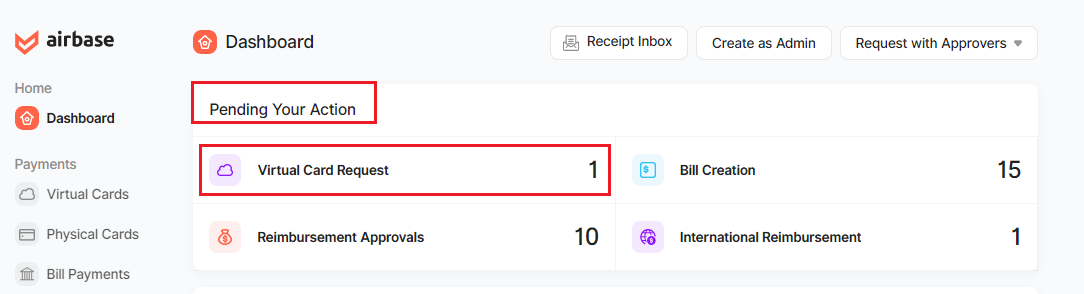 airbase
Dashboard
Receipt Inbox
Create as Admin
Request with Approvers
Home
Dashboard
Pending Your Action
Payments
Virtual Cards
Physical Cards
Bill Payments
Virtual Card Request 1
Bill Creation 15
Reimbursement Approvals 10
International Reimbursement 1